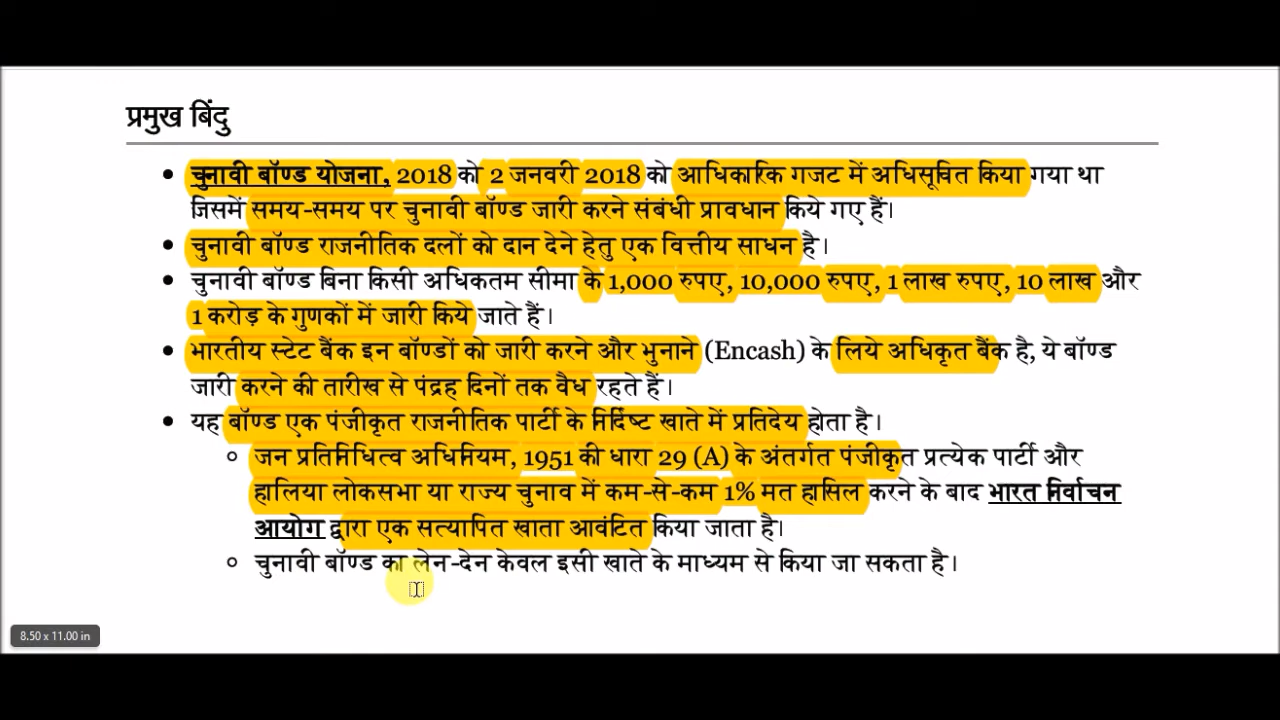 प्रमुख बिंदु
• चुनावी बॉण्ड योजना, 2018 को 2 जनवरी 2018 को आधिकारिक गजट में अधिसूचित किया गया था
जिसमें समय-समय पर चुनावी बॉण्ड जारी करने संबंधी प्रावधान किये गए हैं।
• चुनावी बॉण्ड राजनीतिक दलों को दान देने हेतु एक वित्तीय साधन है।
• चुनावी बॉण्ड बिना किसी अधिकतम सीमा के 1,000 रुपए, 10,000 रुपए, 1 लाख रुपए, 10 लाख और
1 करोड़ के गुणकों में जारी किये जाते हैं।
• भारतीय स्टेट बैंक इन बॉण्डों को जारी करने और भुनाने (Encash) के लिये अधिकृत बैंक है, ये बॉण्ड
जारी करने की तारीख से पंद्रह दिनों तक वैध रहते हैं।
• यह बॉण्ड एक पंजीकृत राजनीतिक पार्टी के निर्दिष्ट खाते में प्रतिदेय होता है।
○ जन प्रतिनिधित्व अधिनियम, 1951 की धारा 29 (A) के अंतर्गत पंजीकृत प्रत्येक पार्टी और
हालिया लोकसभा या राज्य चुनाव में कम-से-कम 1% मत हासिल करने के बाद भारत निर्वाचन
आयोग द्वारा एक सत्यापित खाता आवंटित किया जाता है।
○ चुनावी बॉण्ड का लेन-देन केवल इसी खाते के माध्यम से किया जा सकता है।
8.50 x 11.00 in